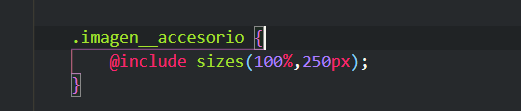 .imagen__accesorio {
    @include sizes(100%,250px);
}